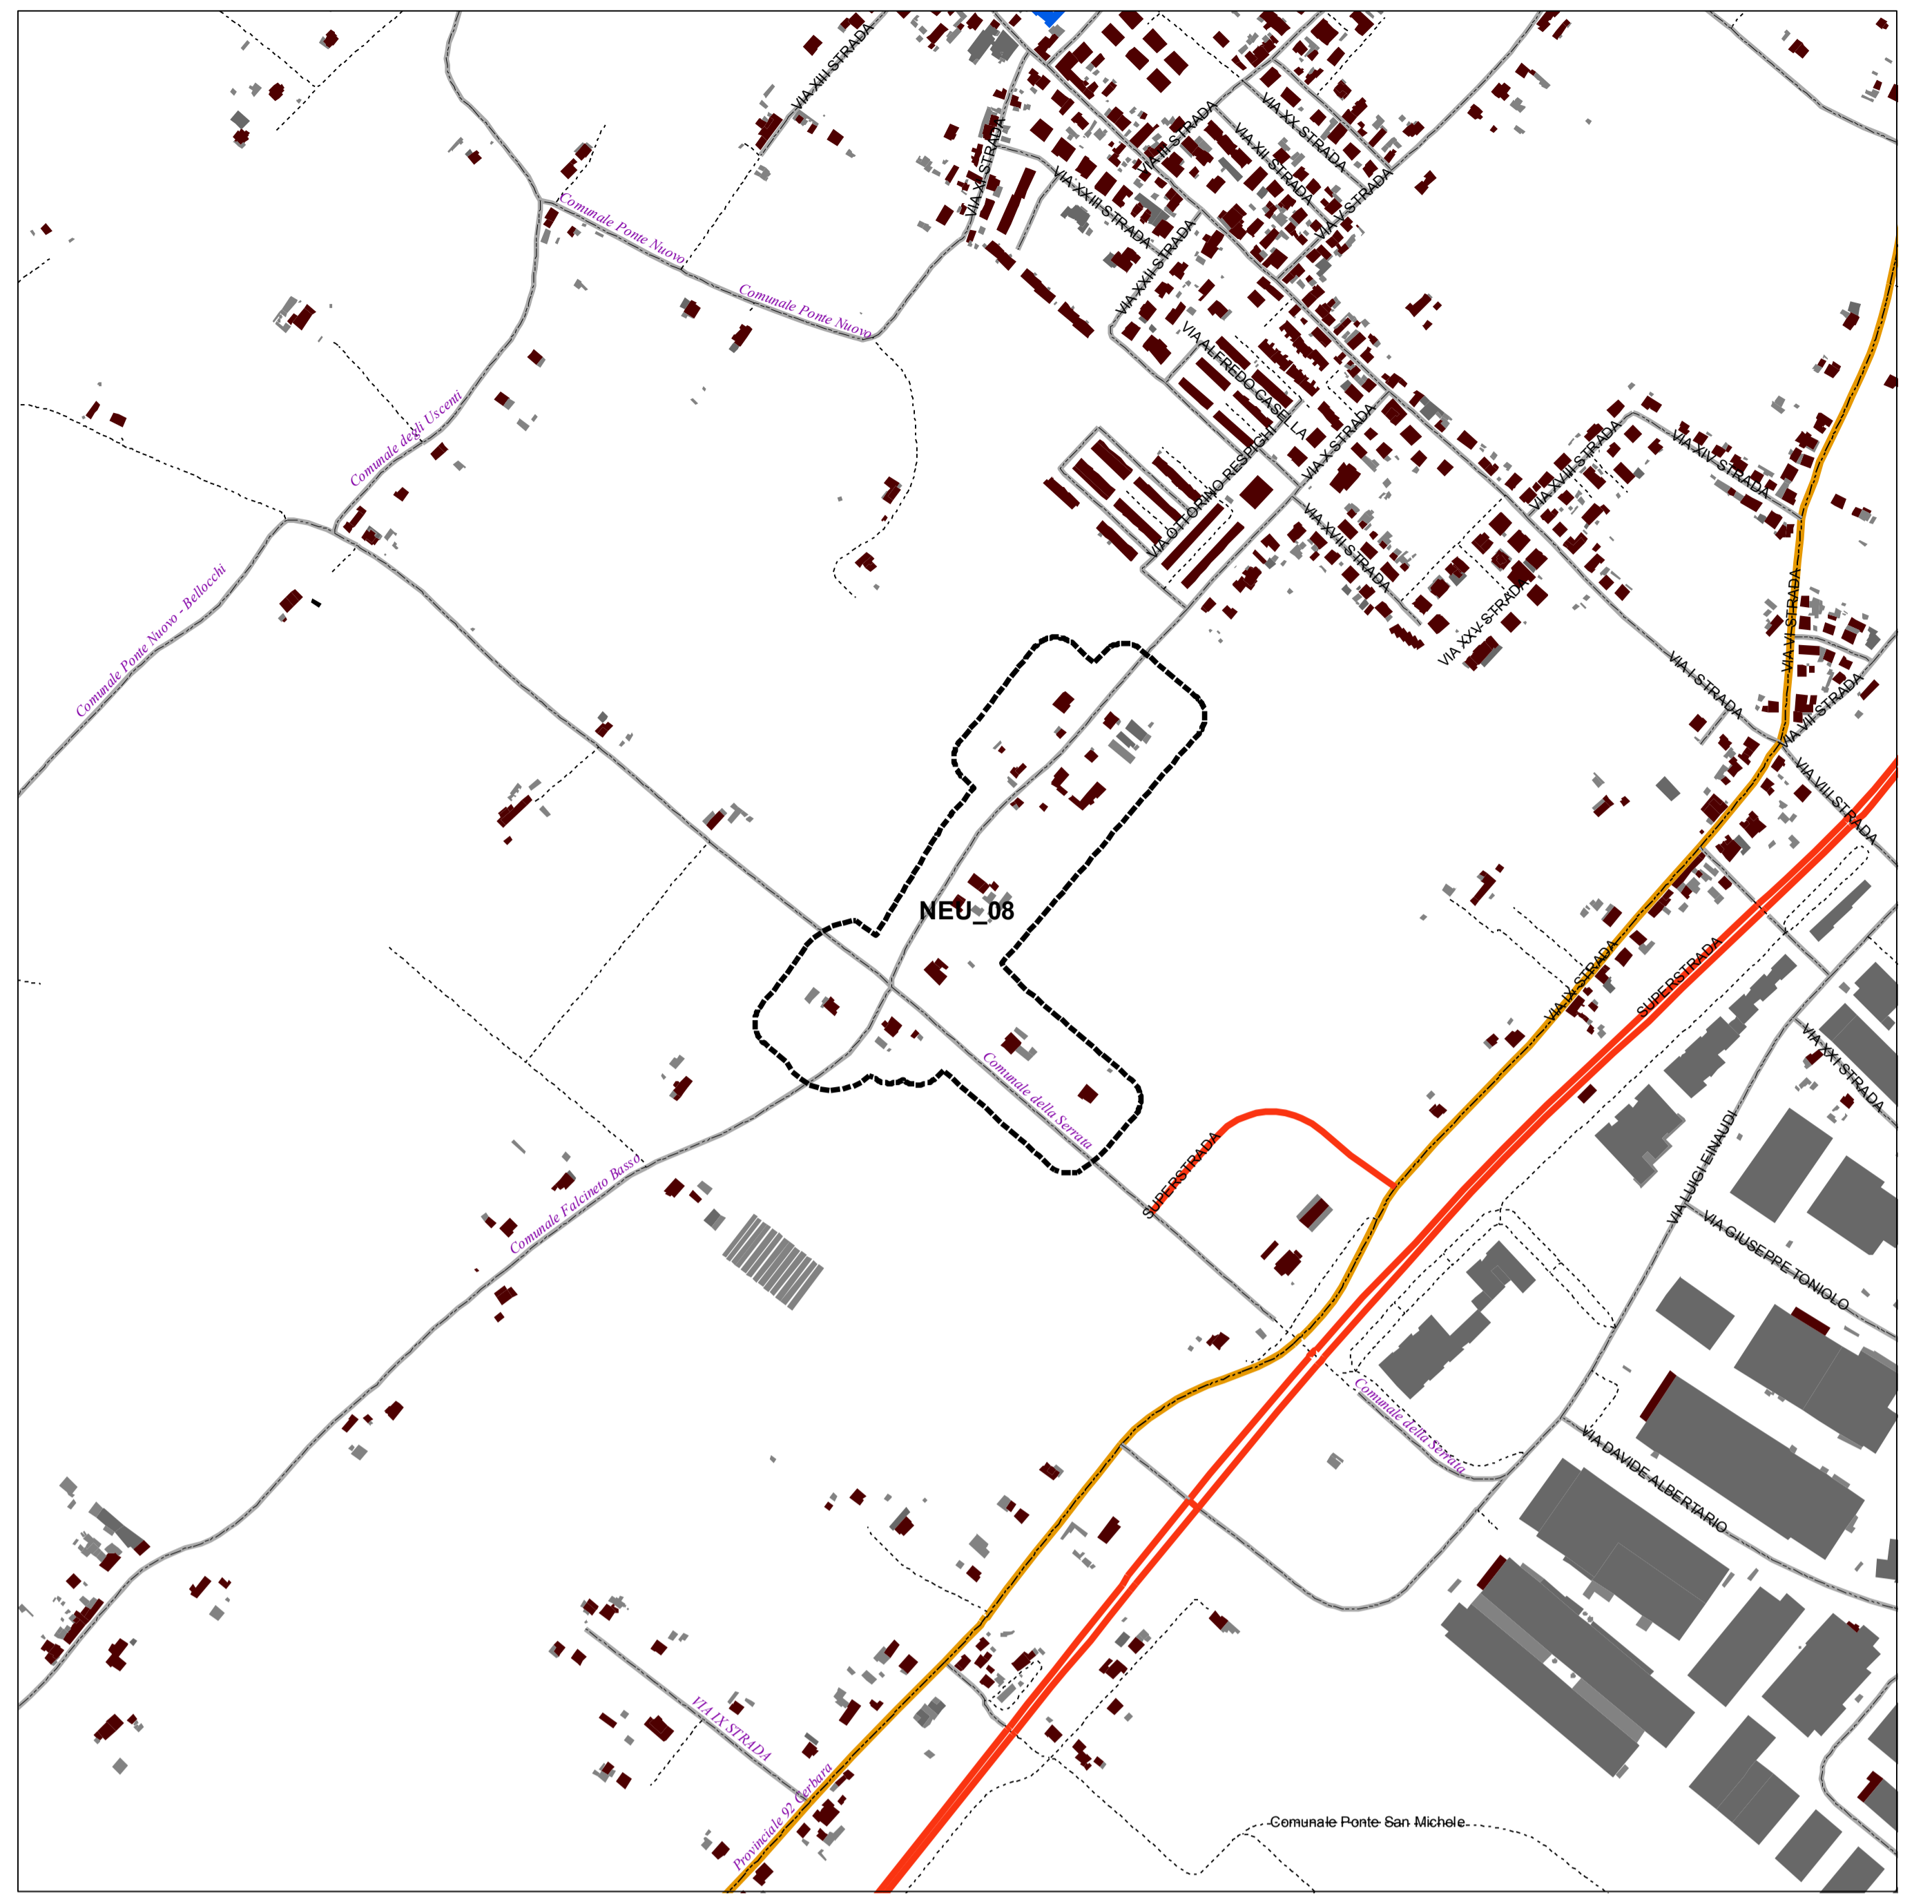 VIA XIII STRADA
VIA XI STRADA
VIA III STRADA
VIA XX STRADA
VIA XII STRADA
VIA V STRADA
VIA XXIII STRADA
VIA XXII STRADA
Comunale Ponte Nuovo
Comunale Ponte Nuovo
VIA ALFREDO CASELLA
Comunale degli Uscenti
VIA X STRADA
VIA OTTORINO RESPIGHI
VIA XVIII STRADA
VIA XIV STRADA
VIA XVII STRADA
Comunale Ponte Nuovo - Bellocchi
VIA XXV STRADA
VIA VI STRADA
VIA I STRADA
VIA VII STRADA
VIA VIII STRADA
NEU_08
VIA IX STRADA
SUPERSTRADA
VIA XXI STRADA
Comunale della Serrata
SUPERSTRADA
VIA LUIGI EINAUDI
Comunale Falcineto Basso
VIA GIUSEPPE TONIOLO
Comunale della Serrata
VIA DAVIDE ALBERTARIO
VIA IX STRADA
Provinciale 92 Cerbara
Comunale Ponte San Michele